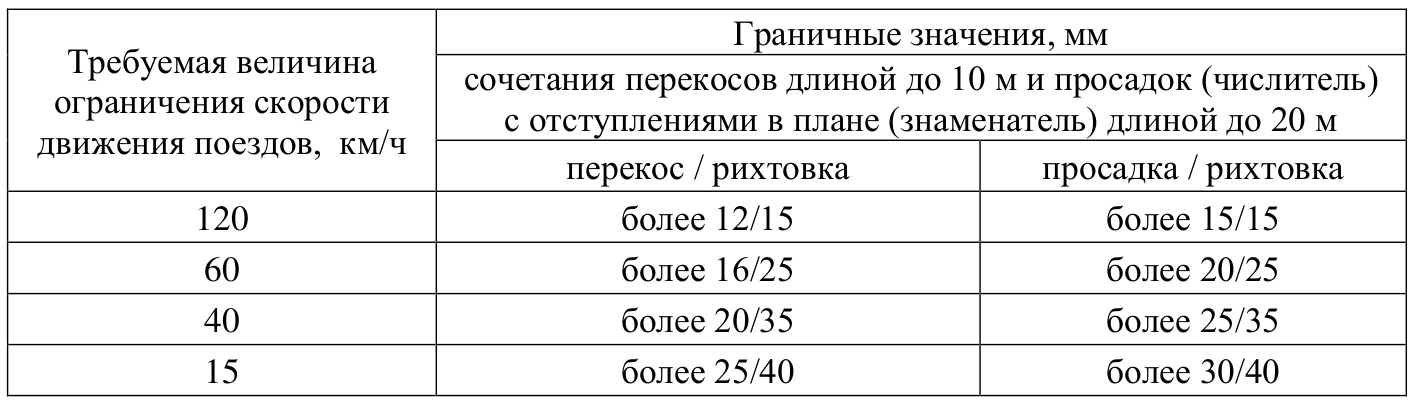 Требуемая величина
ограничения скорости
движения поездов, км/ч
Граничные значения, мм
сочетания перекосов длиной до 10 м и просадок (числитель)
с отступлениями в плане (знаменатель) длиной до 20 м
перекос / рихтовка
просадка / рихтовка
120
более 12/15
более 15/15
60
более 16/25
более 20/25
40
более 20/35
более 25/35
15
более 25/40
более 30/40